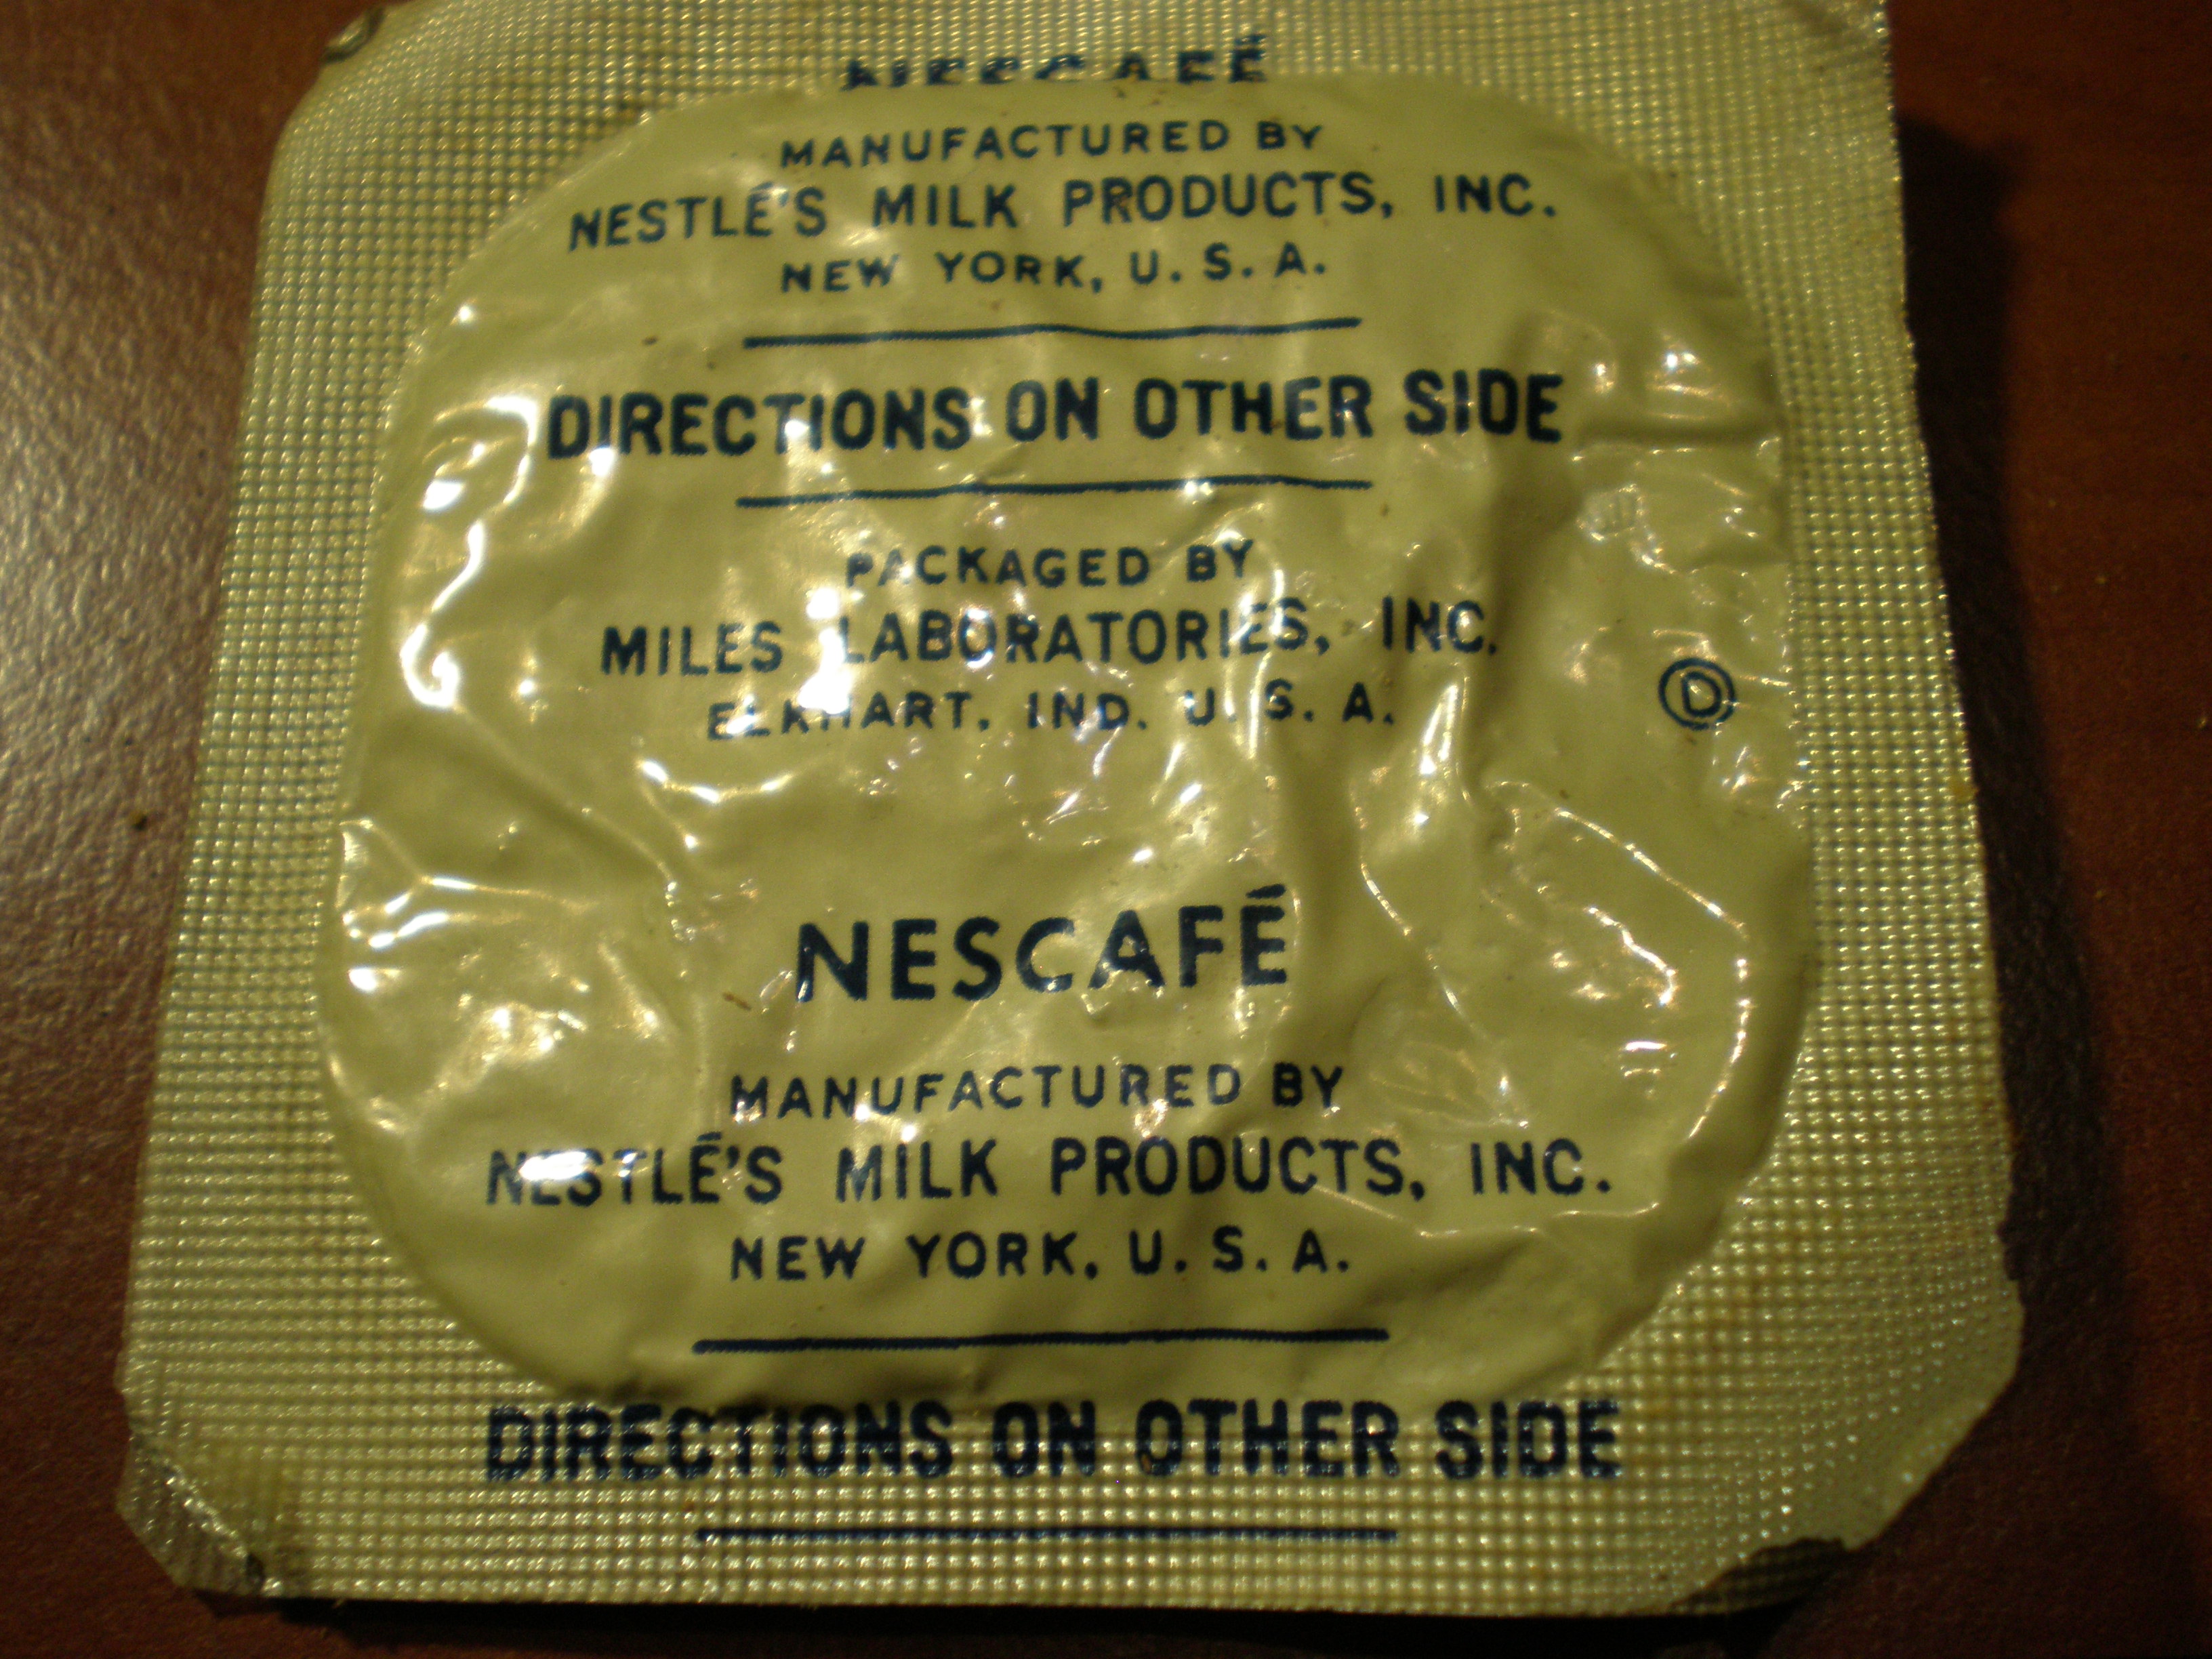 NESCAFÉ
MANUFACTURED BY
NESTLÉ'S MILK PRODUCTS, INC.
NEW YORK, U. S. A.
DIRECTIONS ON OTHER SIDE
PACKAGED BY
MILES LABORATORIES, INC.
ELKHART, IND. U. S. A.
Ⓓ
NESCAFÉ
MANUFACTURED BY
NESTLÉ'S MILK PRODUCTS, INC.
NEW YORK, U. S. A.
DIRECTIONS ON OTHER SIDE